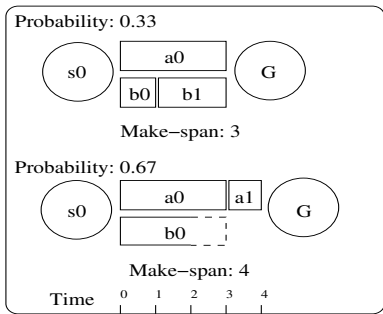 Probability: 0.33
a0
s0
G
b0 b1
Make-span: 3
Probability: 0.67
s0
a0 a1
G
b0
Make-span: 4
Time 0 1 2 3 4